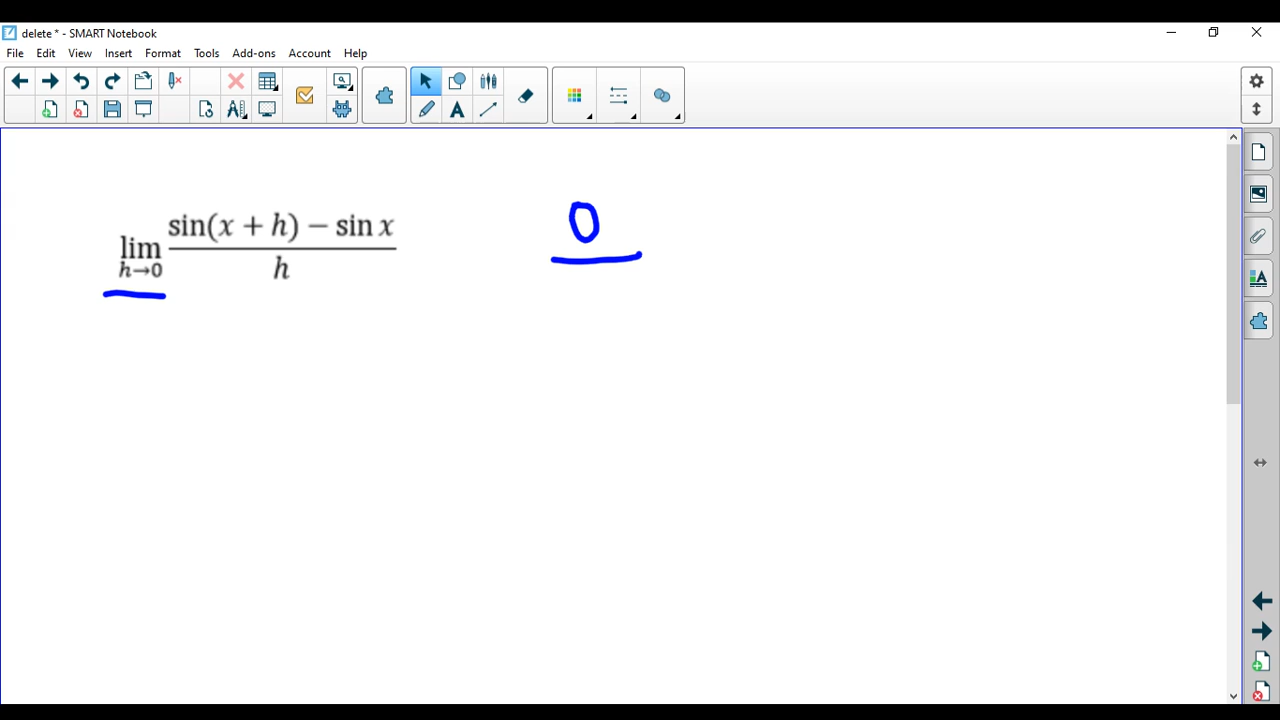 delete * - SMART Notebook
File Edit View Insert Format Tools Add-ons Account Help
sin(x + h) − sin x
lim
h→0
h
0